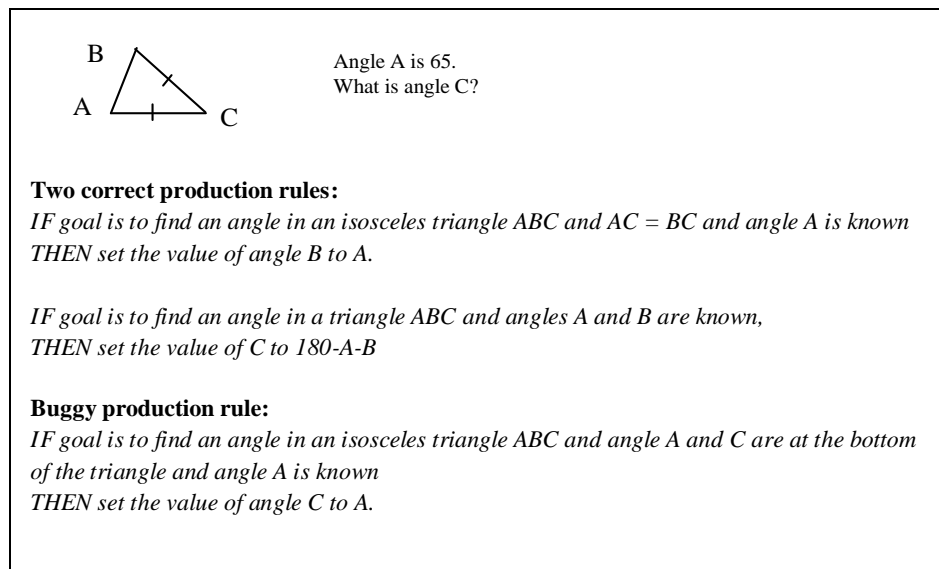 B
Angle A is 65.
What is angle C?
A
C
Two correct production rules:
IF goal is to find an angle in an isosceles triangle ABC and AC = BC and angle A is known
THEN set the value of angle B to A.
IF goal is to find an angle in a triangle ABC and angles A and B are known,
THEN set the value of C to 180-A-B
Buggy production rule:
IF goal is to find an angle in an isosceles triangle ABC and angle A and C are at the bottom
of the triangle and angle A is known
THEN set the value of angle C to A.